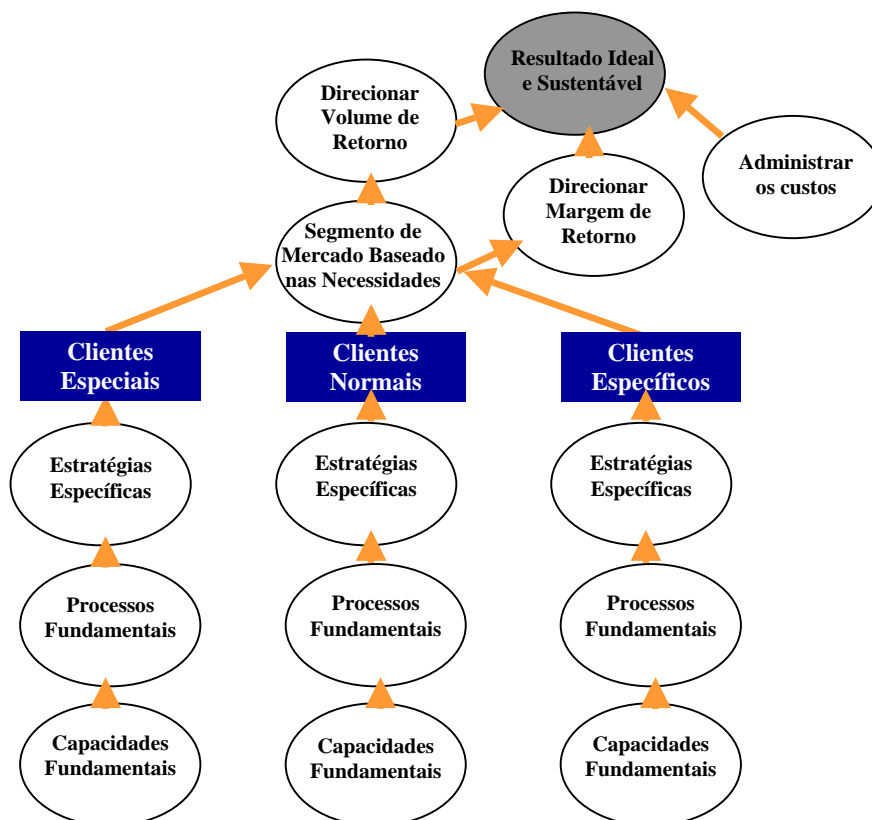 Resultado Ideal
e Sustentável
Direcionar
Volume de
Retorno
Administrar
os custos
Direcionar
Margem de
Retorno
Segmento de
Mercado Baseado
nas Necessidades
Clientes
Especiais
Clientes
Normais
Clientes
Específicos
Estratégias
Específicas
Estratégias
Específicas
Estratégias
Específicas
Processos
Fundamentais
Processos
Fundamentais
Processos
Fundamentais
Capacidades
Fundamentais
Capacidades
Fundamentais
Capacidades
Fundamentais